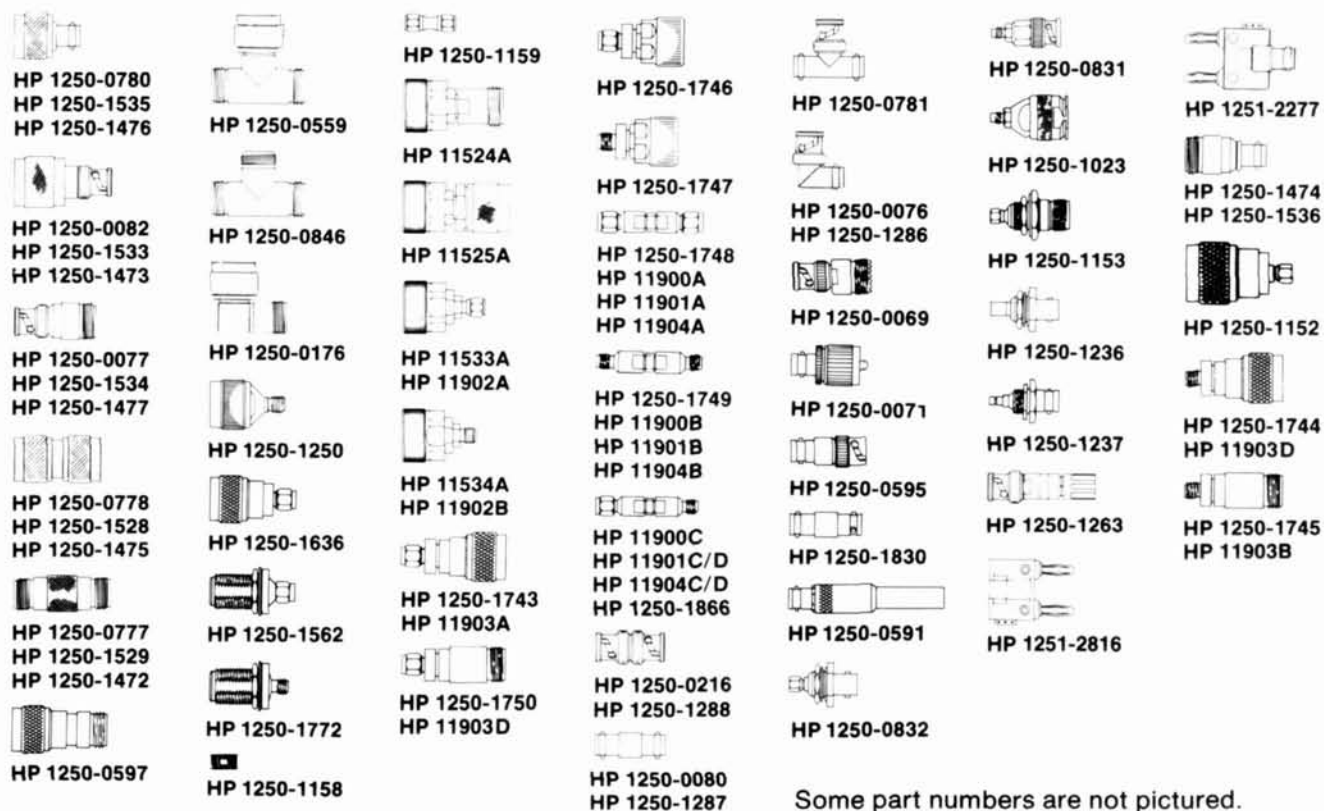 HP 1250-0780
HP 1250-1535
HP 1250-1476
HP 1250-0082
HP 1250-1533
HP 1250-1473
HP 1250-0077
HP 1250-1534
HP 1250-1477
HP 1250-0778
HP 1250-1528
HP 1250-1475
HP 1250-0777
HP 1250-1529
HP 1250-1472
HP 1250-0597
HP 1250-0559
HP 1250-0846
HP 1250-0176
HP 1250-1250
HP 1250-1636
HP 1250-1562
HP 1250-1772
HP 1250-1158
HP 1250-1159
HP 11524A
HP 11525A
HP 11533A
HP 11902A
HP 11534A
HP 11902B
HP 1250-1743
HP 11903A
HP 1250-1750
HP 11903D
HP 1250-1746
HP 1250-1747
HP 1250-1748
HP 11900A
HP 11901A
HP 11904A
HP 1250-1749
HP 11900B
HP 11901B
HP 11904B
HP 11900C
HP 11901C/D
HP 11904C/D
HP 1250-1866
HP 1250-0216
HP 1250-1288
HP 1250-0080
HP 1250-1287
HP 1250-0781
HP 1250-0076
HP 1250-1286
HP 1250-0069
HP 1250-0071
HP 1250-0595
HP 1250-1830
HP 1250-0591
HP 1250-0832
HP 1250-0831
HP 1250-1023
HP 1250-1153
HP 1250-1236
HP 1250-1237
HP 1250-1263
HP 1251-2816
HP 1251-2277
HP 1250-1474
HP 1250-1536
HP 1250-1152
HP 1250-1744
HP 11903D
HP 1250-1745
HP 11903B
Some part numbers are not pictured.